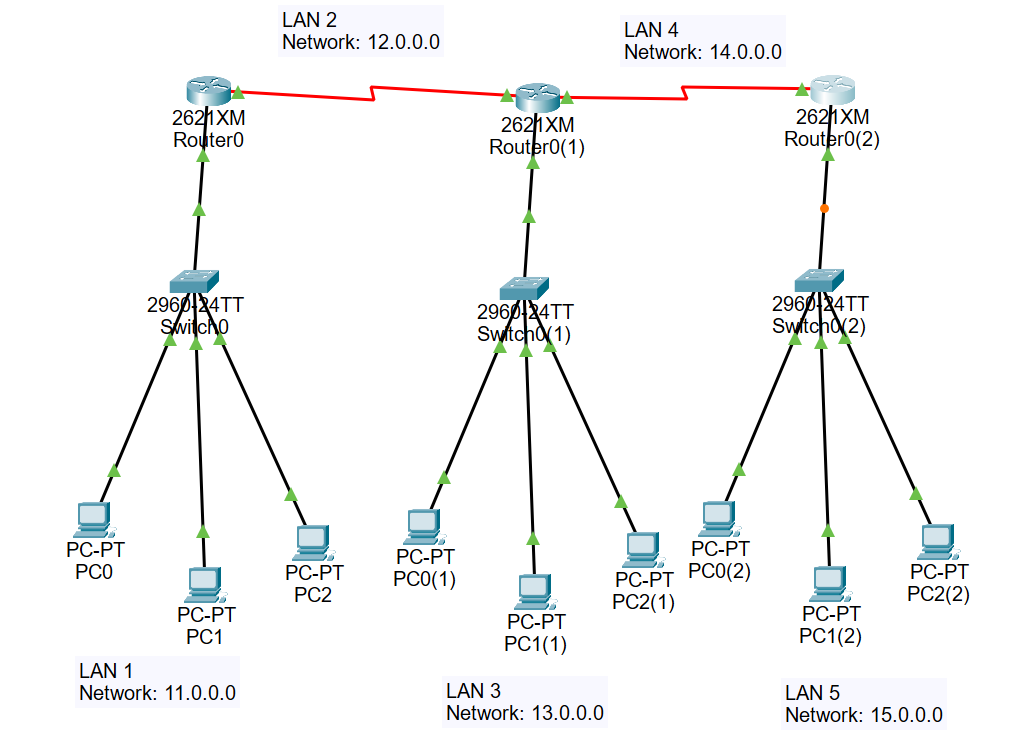 LAN 2
Network: 12.0.0.0
LAN 4
Network: 14.0.0.0
2621XM
Router0
2621XM
Router0(1)
2621XM
Router0(2)
2960-24TT
Switch0
2960-24TT
Switch0(1)
2960-24TT
Switch0(2)
PC-PT
PC0
PC-PT
PC1
PC-PT
PC2
PC-PT
PC0(1)
PC-PT
PC1(1)
PC-PT
PC2(1)
PC-PT
PC0(2)
PC-PT
PC1(2)
PC-PT
PC2(2)
LAN 1
Network: 11.0.0.0
LAN 3
Network: 13.0.0.0
LAN 5
Network: 15.0.0.0